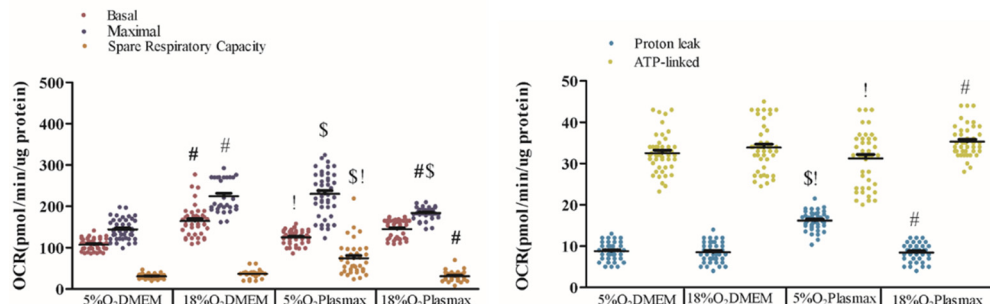 Basal
Maximal
Spare Respiratory Capacity
OCR(pmol/min/ug protein)
500
400
300
200
100
0
#
#
!
$
$!
#$
#
5%O2DMEM
18%O2DMEM
5%O2Plasmax
18%O2Plasmax
Proton leak
ATP-linked
OCR(pmol/min/ug protein)
50
40
30
20
10
0
$!
!
#
#
5%O2DMEM
18%O2DMEM
5%O2Plasmax
18%O2Plasmax